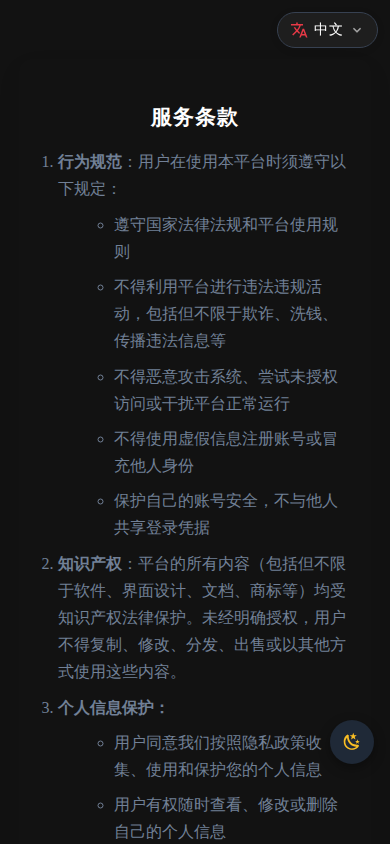 中文
服务条款
1. 行为规范：用户在使用本平台时须遵守以
下规定：
遵守国家法律法规和平台使用规
则
不得利用平台进行违法违规活
动，包括但不限于欺诈、洗钱、
传播违法信息等
不得恶意攻击系统、尝试未授权
访问或干扰平台正常运行
不得使用虚假信息注册账号或冒
充他人身份
保护自己的账号安全，不与他人
共享登录凭据
2. 知识产权：平台的所有内容（包括但不限
于软件、界面设计、文档、商标等）均受
知识产权法律保护。未经明确授权，用户
不得复制、修改、分发、出售或以其他方
式使用这些内容。
3. 个人信息保护：
用户同意我们按照隐私政策收
集、使用和保护您的个人信息
用户有权随时查看、修改或删除
自己的个人信息